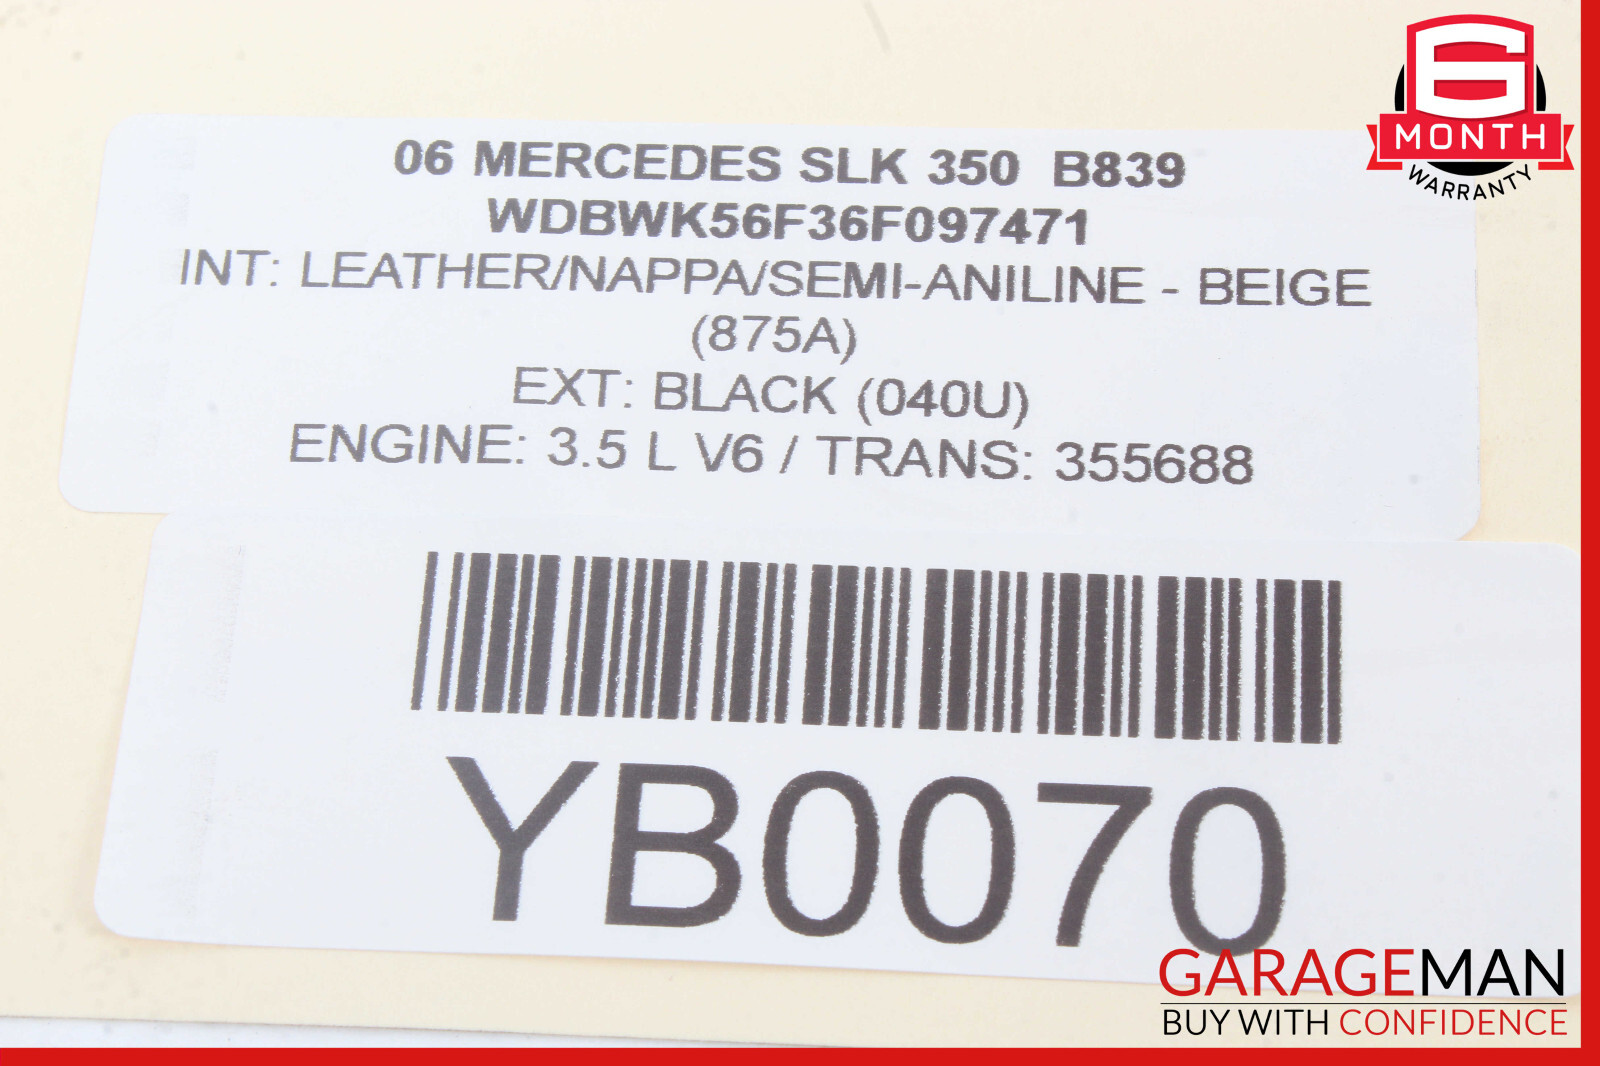 6
MONTH
WARRANTY
06 MERCEDES SLK 350 B839
WDBWK56F36F097471
INT: LEATHER/NAPPA/SEMI-ANILINE - BEIGE
(875A)
EXT: BLACK (040U)
ENGINE: 3.5 L V6 / TRANS: 355688
YB0070
GARAGEMAN
BUY WITH CONFIDENCE